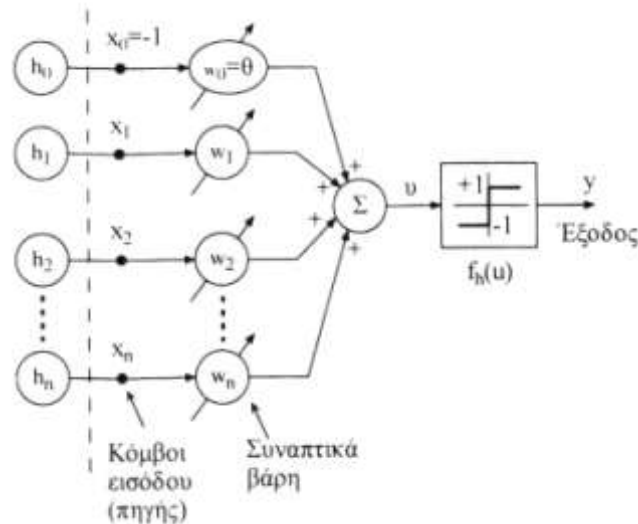 x₀=-1
h₀
w₀=θ
x₁
h₁
w₁
+
+
+
+
Σ
υ
+1
-1
y
Έξοδος
fₕ(u)
x₂
h₂
w₂
xₙ
hₙ
wₙ
Κόμβοι
εισόδου
(πηγής)
Συναπτικά
βάρη